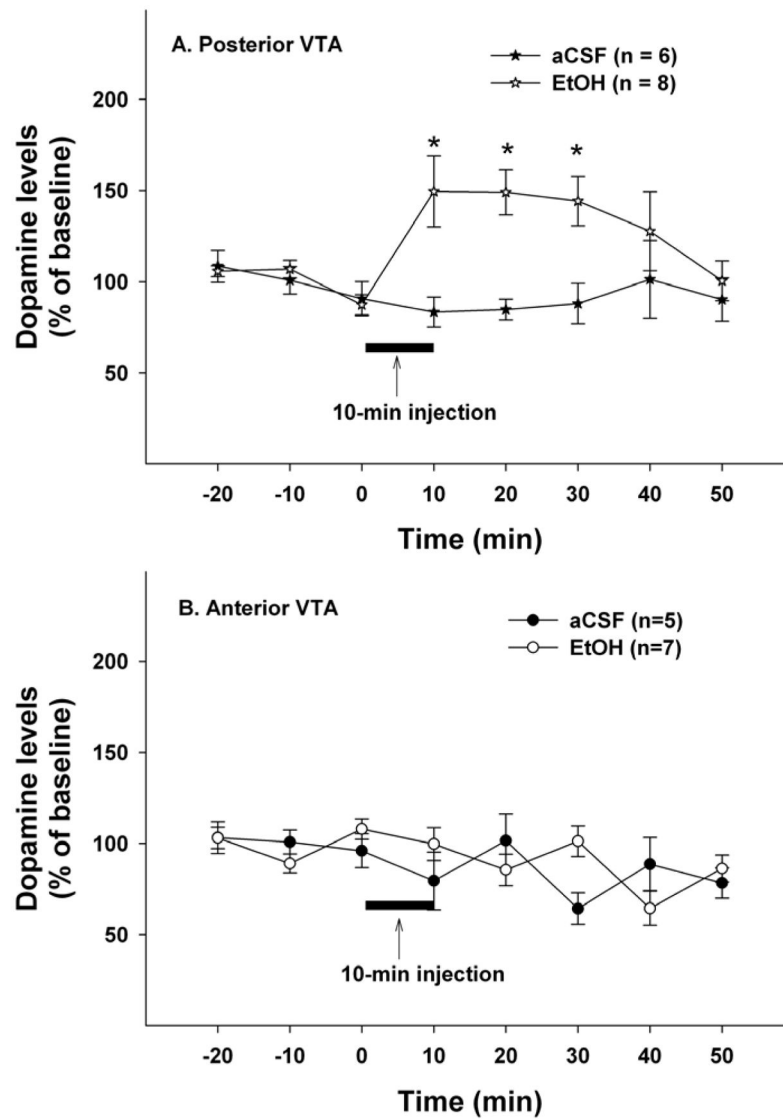 A. Posterior VTA
aCSF (n = 6)
EtOH (n = 8)
200
150
100
50
Dopamine levels
(% of baseline)
*
*
*
10-min injection
-20 -10 0 10 20 30 40 50
Time (min)
B. Anterior VTA
aCSF (n=5)
EtOH (n=7)
200
150
100
50
Dopamine levels
(% of baseline)
10-min injection
-20 -10 0 10 20 30 40 50
Time (min)